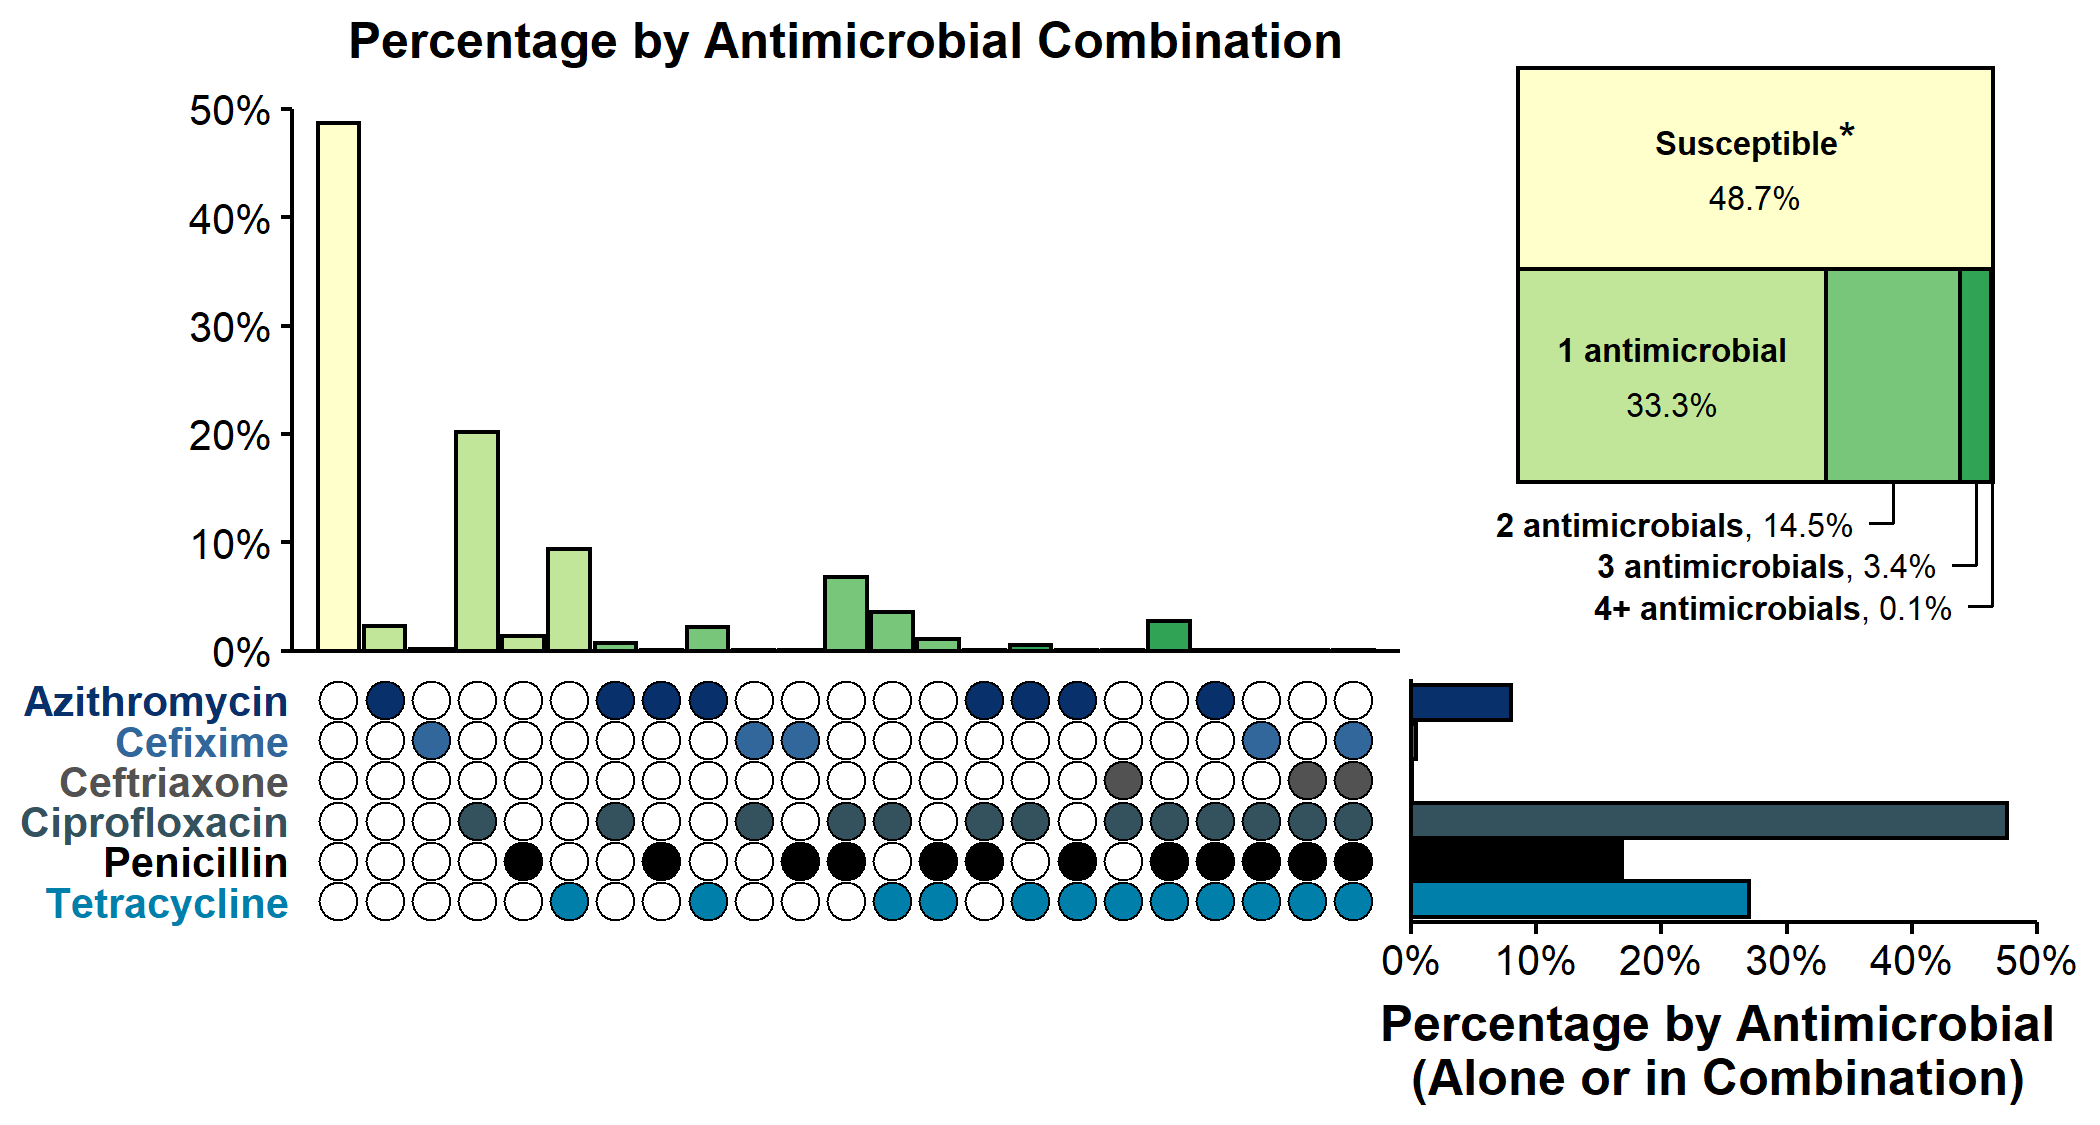 Percentage by Antimicrobial Combination
50%
40%
30%
20%
10%
0%
Susceptible*
48.7%
1 antimicrobial
33.3%
2 antimicrobials, 14.5%
3 antimicrobials, 3.4%
4+ antimicrobials, 0.1%
Azithromycin
Cefixime
Ceftriaxone
Ciprofloxacin
Penicillin
Tetracycline
0% 10% 20% 30% 40% 50%
Percentage by Antimicrobial
(Alone or in Combination)